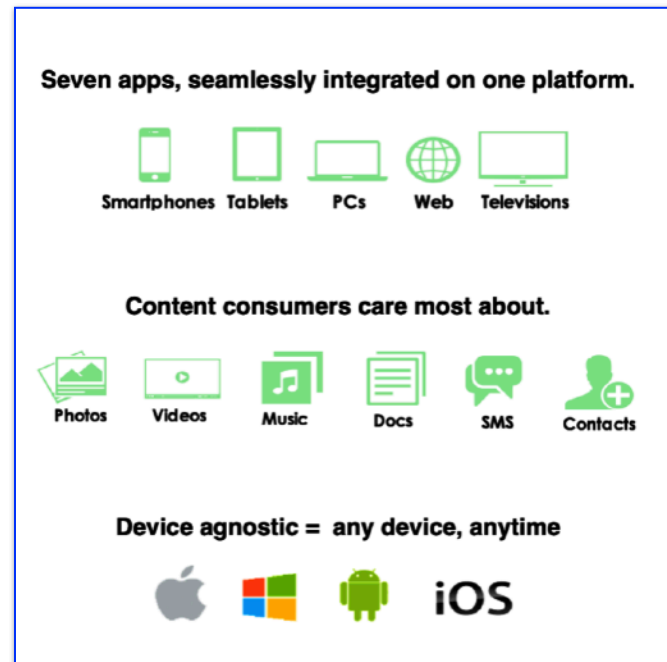 Seven apps, seamlessly integrated on one platform.
Smartphones Tablets PCs Web Televisions
Content consumers care most about.
Photos Videos Music Docs SMS Contacts
Device agnostic = any device, anytime
iOS